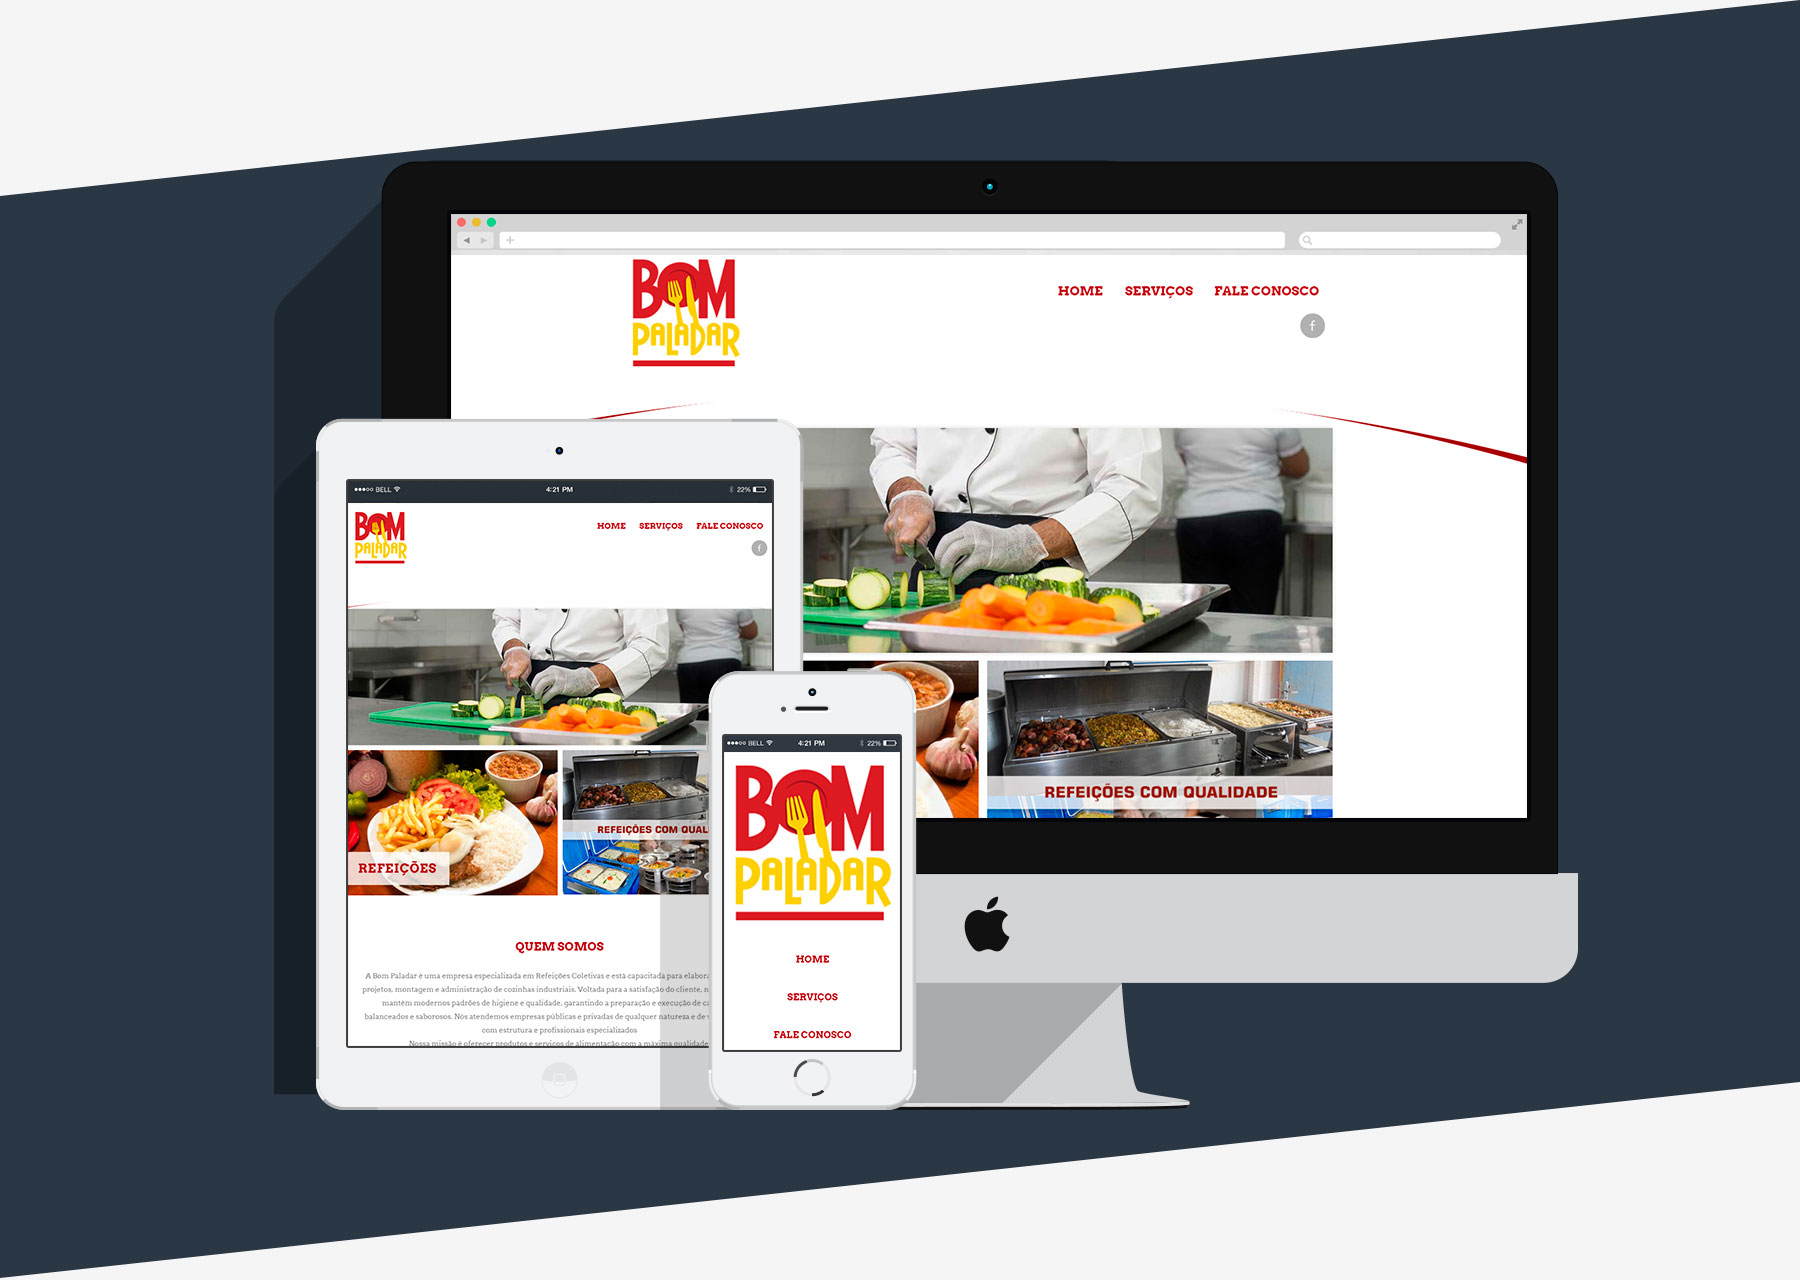 BOM
PALADAR
HOME SERVIÇOS FALE CONOSCO
f
REFEIÇÕES COM QUALIDADE
BELL 4:21 PM 22%
BOM
PALADAR
HOME SERVIÇOS FALE CONOSCO
f
REFEIÇÕES COM QUAL
REFEIÇÕES
QUEM SOMOS
A Bom Paladar é uma empresa especializada em Refeições Coletivas e está capacitada para elabora
projetos, montagem e administração de cozinhas industriais. Voltada para a satisfação do cliente, n
mantém modernos padrões de higiene e qualidade, garantindo a preparação e execução de ca
balanceados e saborosos. Nós atendemos empresas públicas e privadas de qualquer natureza e de v
com estrutura e profissionais especializados
Nossa missão é oferecer produtos e serviços de alimentação com a máxima qualidade
BELL 4:21 PM 22%
BOM
PALADAR
HOME
SERVIÇOS
FALE CONOSCO